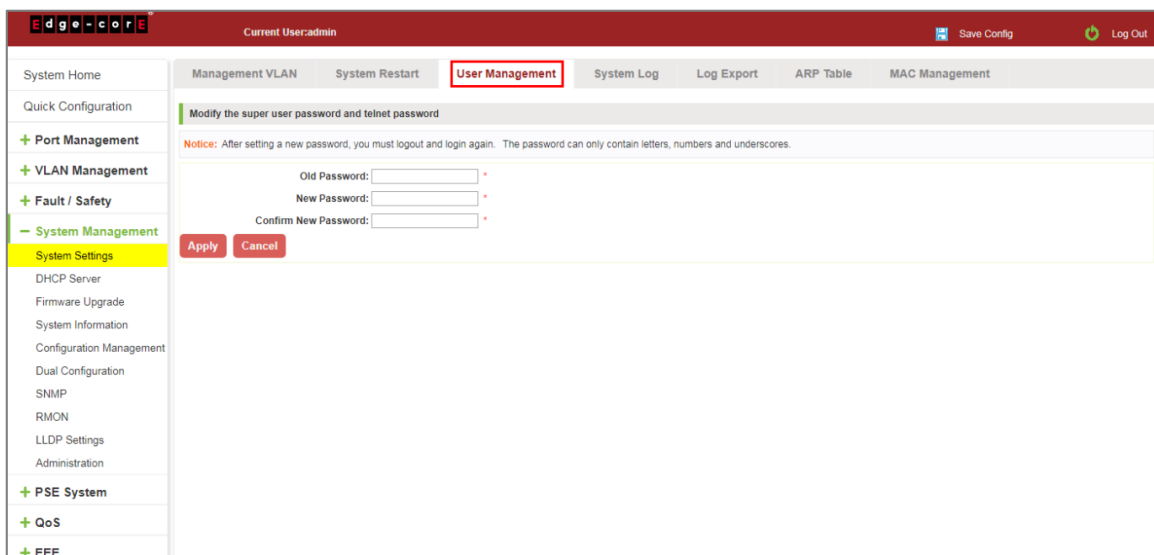 Edge-corE
Current User:admin
Save Config
Log Out
System Home
Quick Configuration
+ Port Management
+ VLAN Management
+ Fault / Safety
− System Management
System Settings
DHCP Server
Firmware Upgrade
System Information
Configuration Management
Dual Configuration
SNMP
RMON
LLDP Settings
Administration
+ PSE System
+ QoS
+ EEE
Management VLAN
System Restart
User Management
System Log
Log Export
ARP Table
MAC Management
Modify the super user password and telnet password
Notice: After setting a new password, you must logout and login again. The password can only contain letters, numbers and underscores.
Old Password: *
New Password: *
Confirm New Password: *
Apply
Cancel